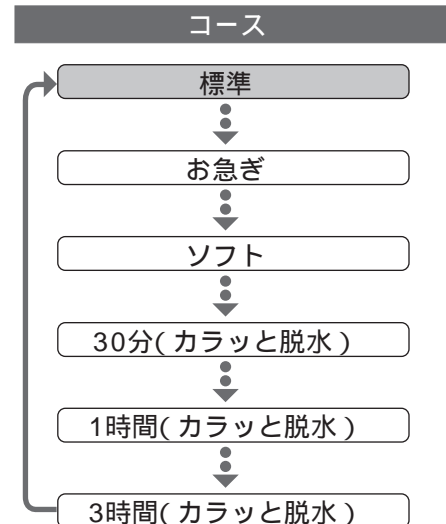 コース
標準
お急ぎ
ソフト
30分(カラッと脱水)
1時間(カラッと脱水)
3時間(カラッと脱水)